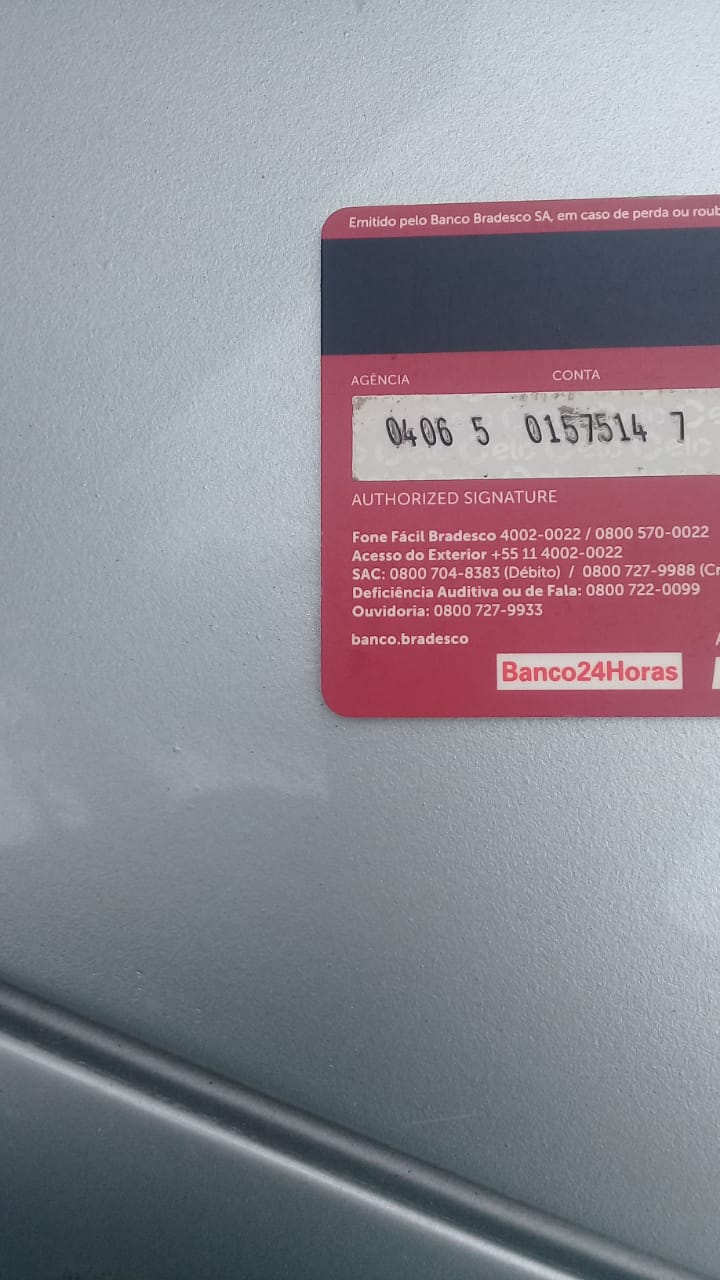 Emitido pelo Banco Bradesco SA, em caso de perda ou roub
AGÊNCIA CONTA
0406 5 0157514 7
AUTHORIZED SIGNATURE
Fone Fácil Bradesco 4002-0022 / 0800 570-0022
Acesso do Exterior +55 11 4002-0022
SAC: 0800 704-8383 (Débito) / 0800 727-9988 (Cr
Deficiência Auditiva ou de Fala: 0800 722-0099
Ouvidoria: 0800 727-9933
banco.bradesco
Banco24Horas